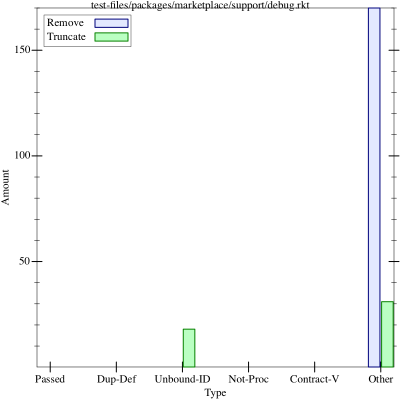 test-files/packages/marketplace/support/debug.rkt
Remove
Truncate
150
100
50
Amount
Passed Dup-Def Unbound-ID Not-Proc Contract-V Other
Type